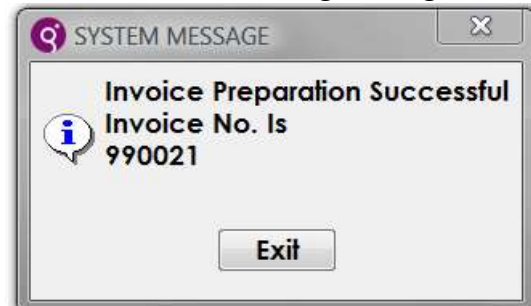 SYSTEM MESSAGE
Invoice Preparation Successful
Invoice No. Is
990021
Exit